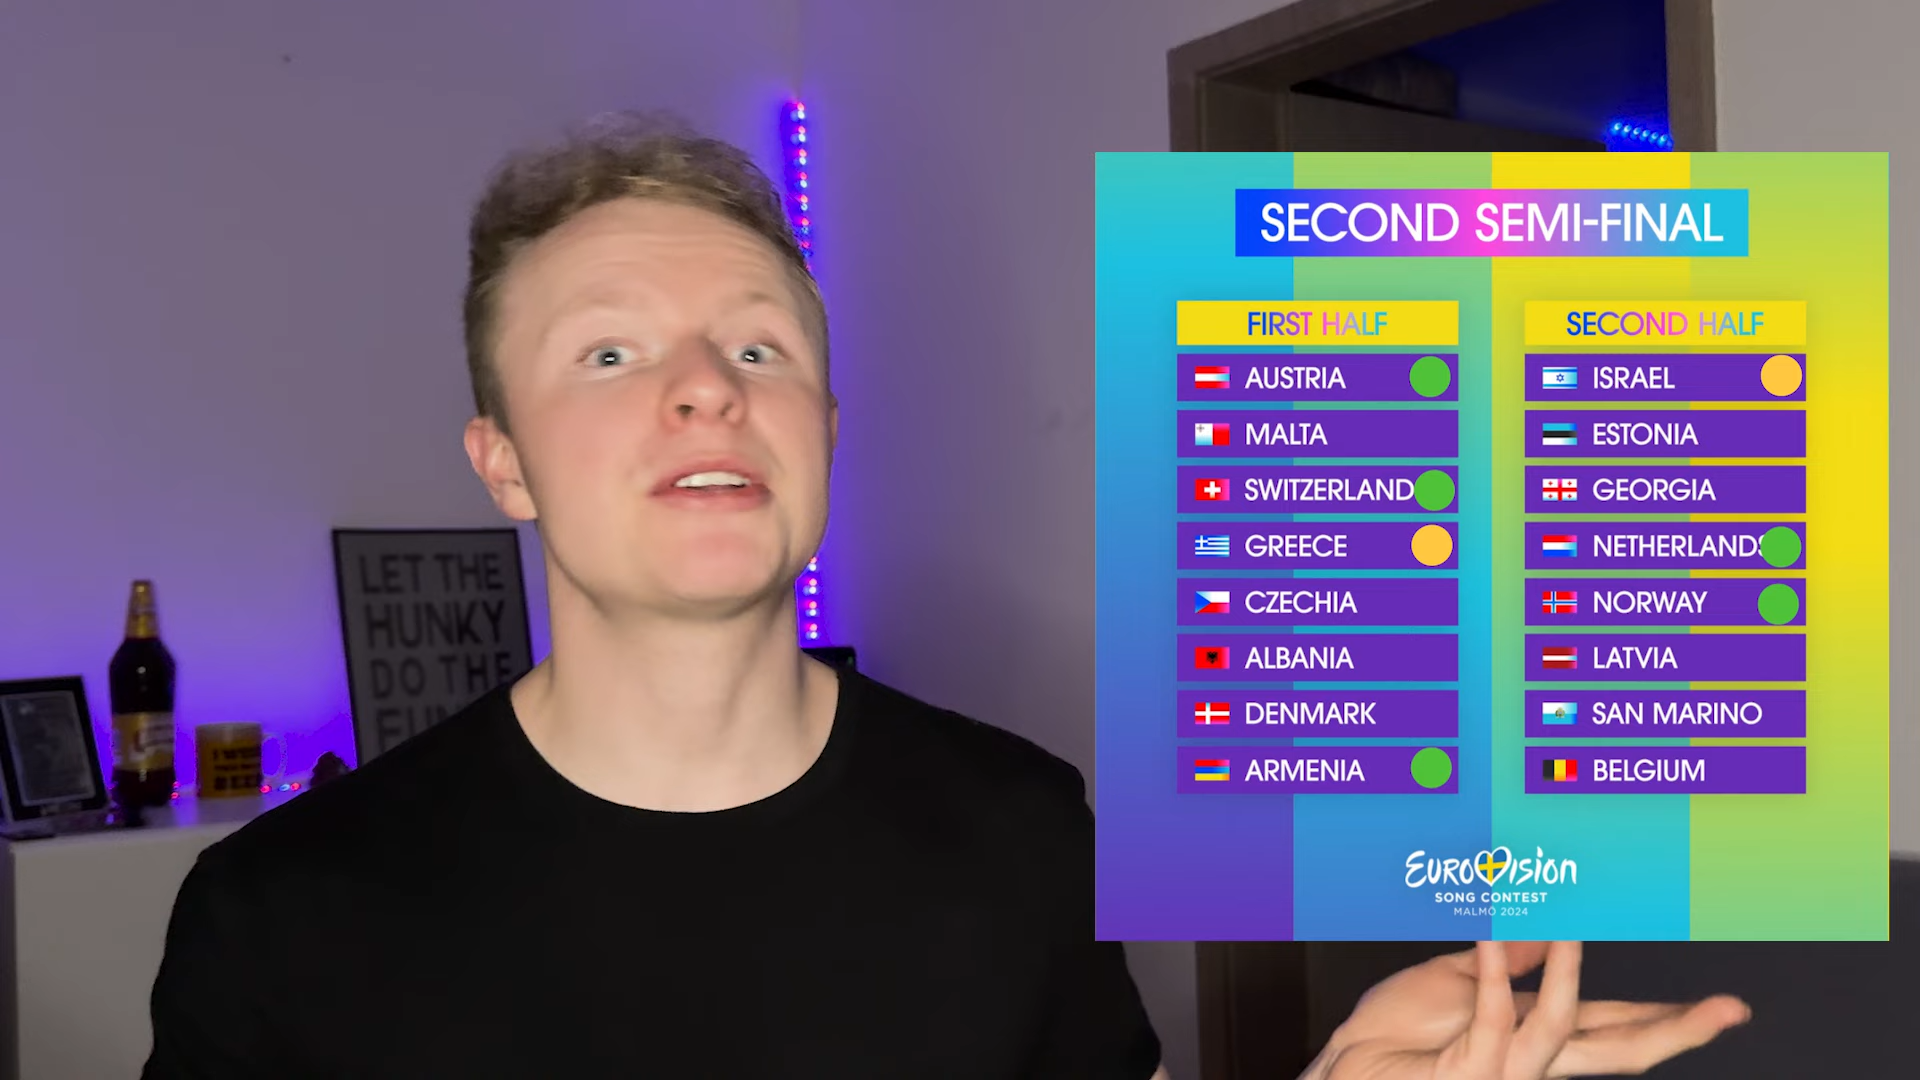 SECOND SEMI-FINAL
FIRST HALF
AUSTRIA
MALTA
SWITZERLAND
GREECE
CZECHIA
ALBANIA
DENMARK
ARMENIA
SECOND HALF
ISRAEL
ESTONIA
GEORGIA
NETHERLANDS
NORWAY
LATVIA
SAN MARINO
BELGIUM
EUROVISION
SONG CONTEST
MALMÖ 2024
LET THE
HUNKY
DO THE